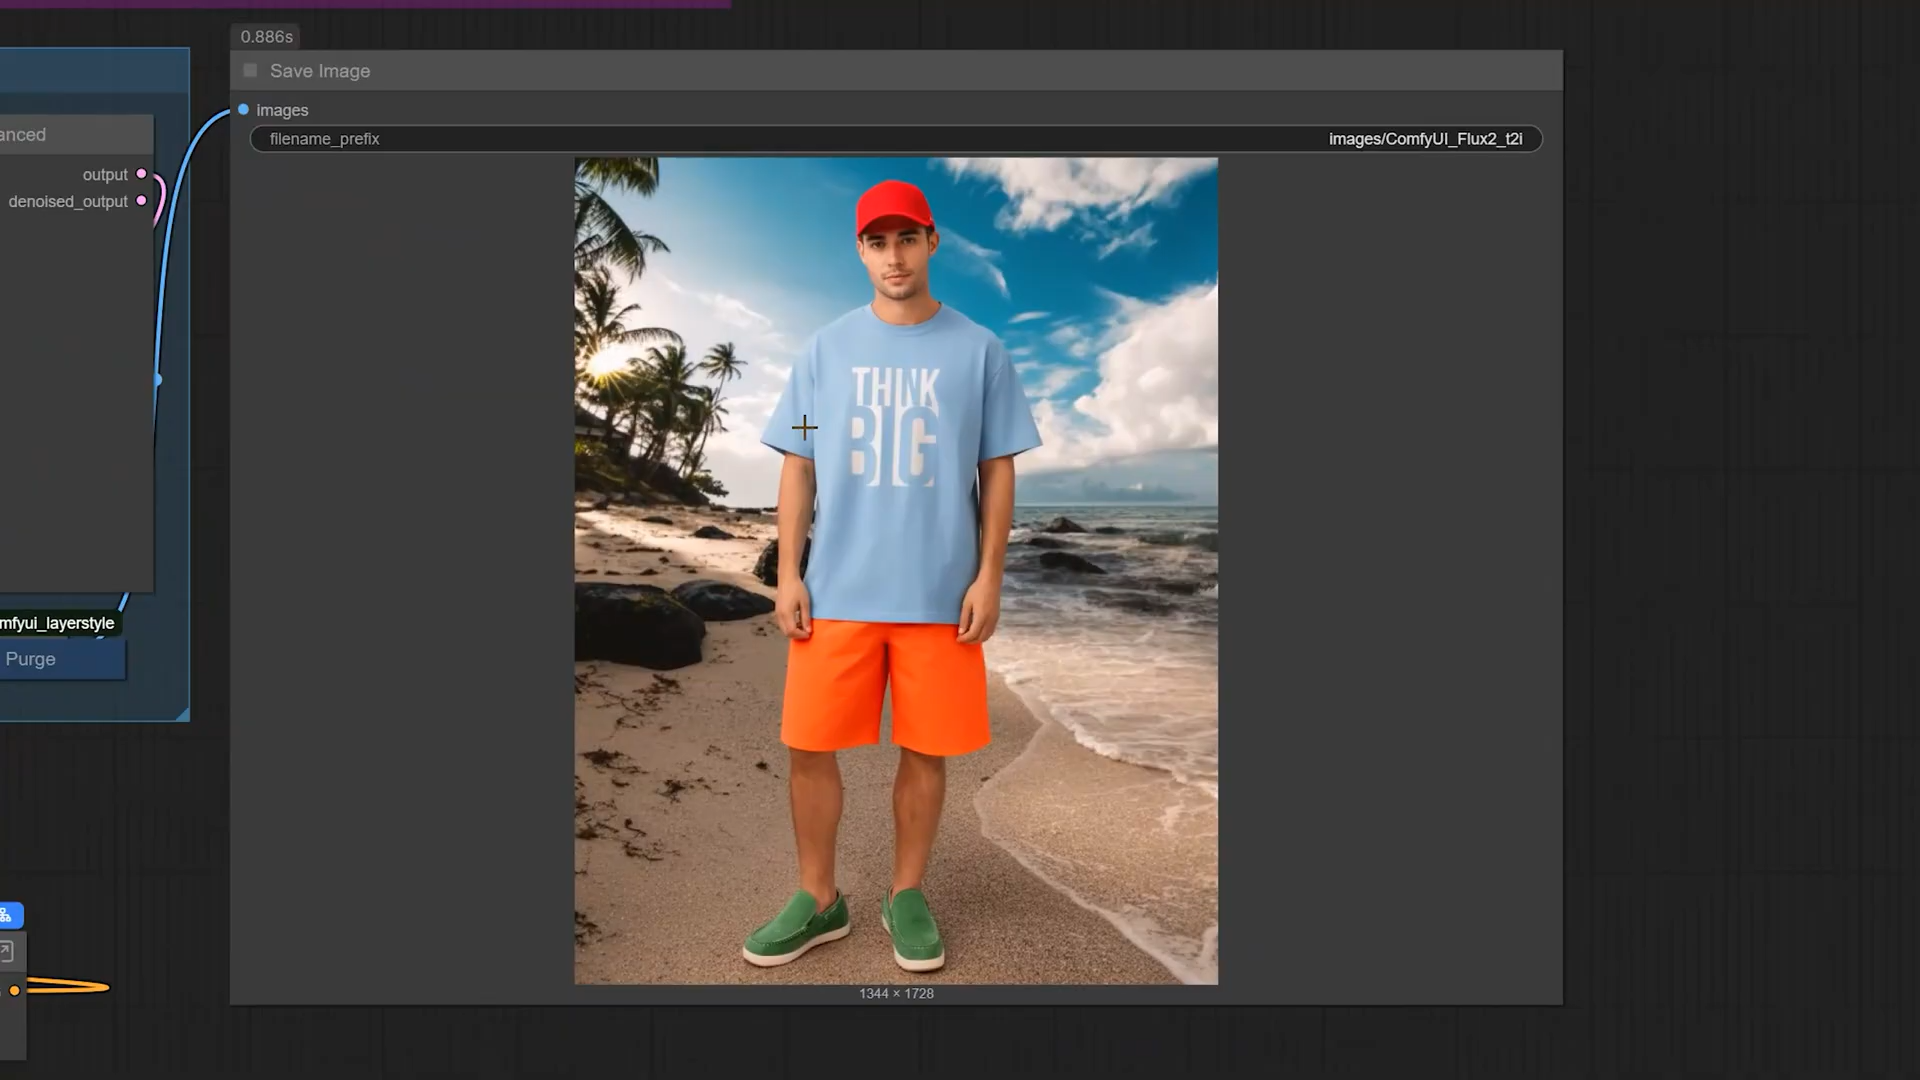 0.886s
Save Image
images
filename_prefix
images/ComfyUI_Flux2_t2i
anced
output
denoised_output
THINK
BIG
mfyui_layerstyle
Purge
1344 × 1728